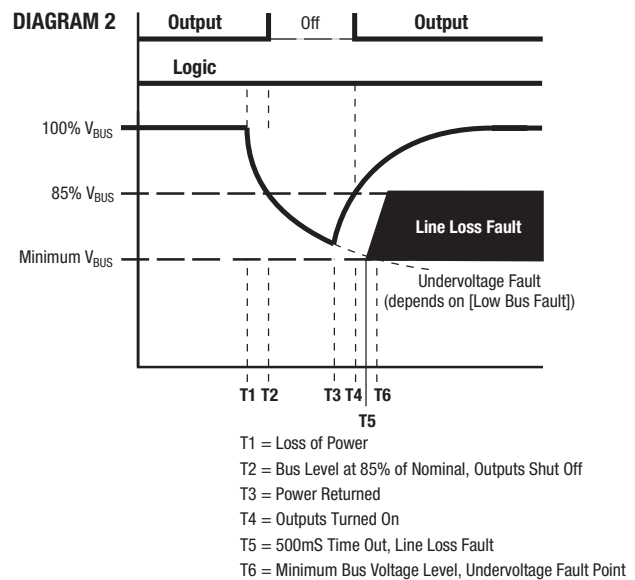 DIAGRAM 2
Output Off Output
Logic
100% VBUS
85% VBUS
Line Loss Fault
Minimum VBUS
Undervoltage Fault
(depends on [Low Bus Fault])
T1 T2 T3 T4 T6
T5
T1 = Loss of Power
T2 = Bus Level at 85% of Nominal, Outputs Shut Off
T3 = Power Returned
T4 = Outputs Turned On
T5 = 500mS Time Out, Line Loss Fault
T6 = Minimum Bus Voltage Level, Undervoltage Fault Point